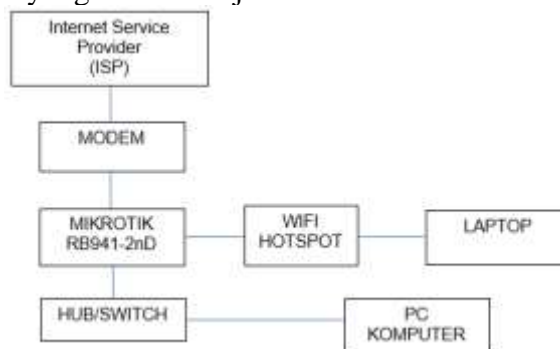 Internet Service
Provider
(ISP)
MODEM
MIKROTIK
RB941-2nD
WIFI
HOTSPOT
LAPTOP
HUB/SWITCH
PC
KOMPUTER